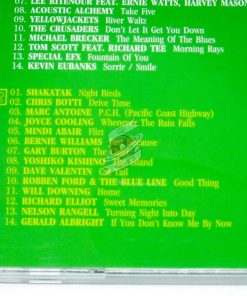 07. LEE RITENOUR FEAT. ERNIE WATTS, HARVEY MASON
08. ACOUSTIC ALCHEMY Take Five
09. YELLOWJACKETS River Waltz
10. THE CRUSADERS Don't Let It Get You Down
11. MICHAEL BRECKER The Meaning Of The Blues
12. TOM SCOTT FEAT. RICHARD TEE Morning Rays
13. SPECIAL EFX Fountain Of You
14. KEVIN EUBANKS Sorrir / Smile
01. SHAKATAK Night Birds
02. CHRIS BOTTI Drive Time
03. MARC ANTOINE P.C.H. (Pacific Coast Highway)
04. JOYCE COOLING Whenever The Rain Falls
05. MINDI ABAIR Flirt
06. BERNIE WILLIAMS Just Because
07. GARY BURTON The
08. YOSHIKO KISHINO The Island
09. DAVE VALENTIN Tail
10. ROBBEN FORD & THE BLUE LINE Good Thing
11. WILL DOWNING Home
12. RICHARD ELLIOT Sweet Memories
13. NELSON RANGELL Turning Night Into Day
14. GERALD ALBRIGHT If You Don't Know Me By Now